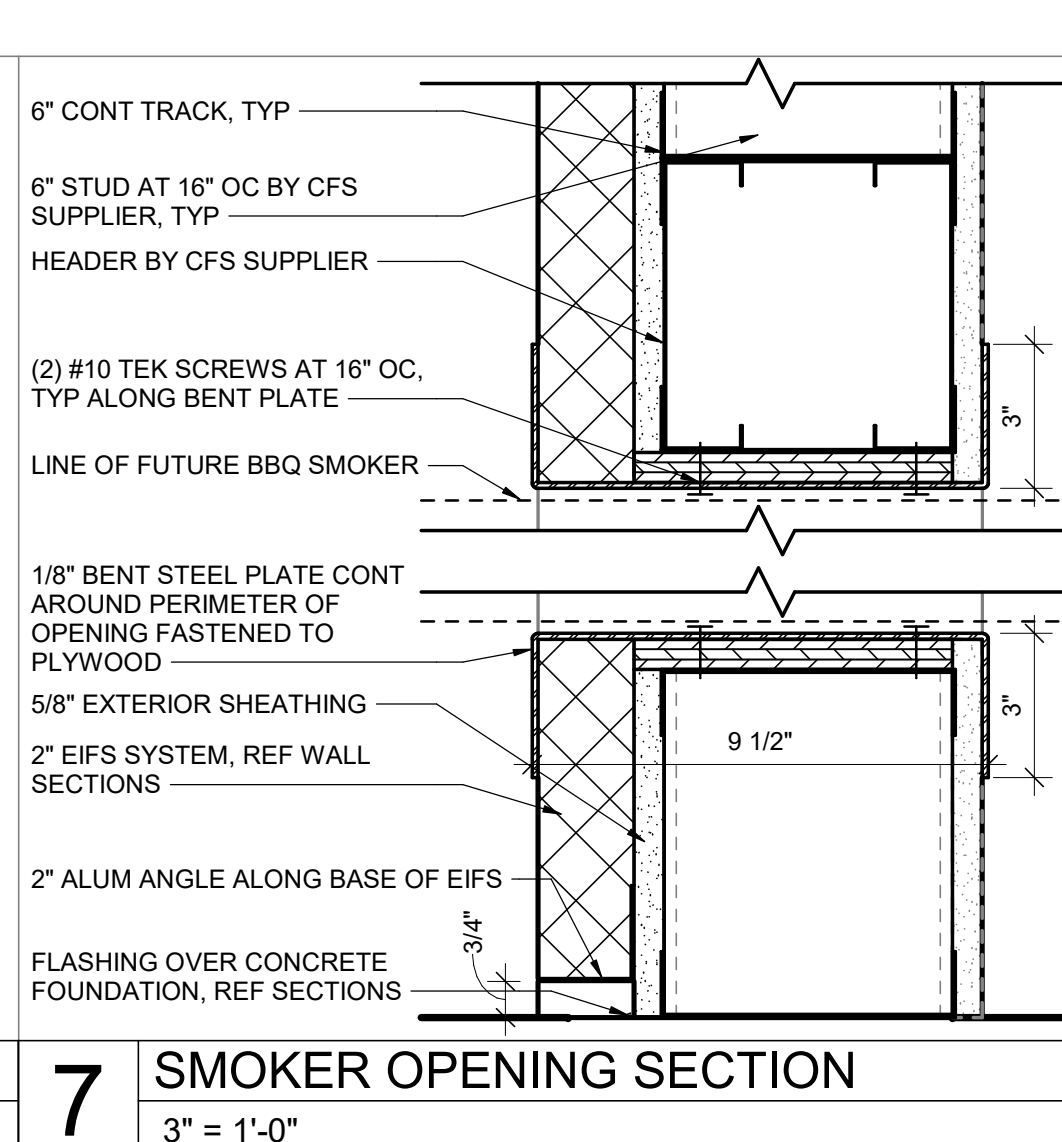 6" CONT TRACK, TYP
6" STUD AT 16" OC BY CFS
SUPPLIER, TYP
HEADER BY CFS SUPPLIER
(2) #10 TEK SCREWS AT 16" OC,
TYP ALONG BENT PLATE
LINE OF FUTURE BBQ SMOKER
1/8" BENT STEEL PLATE CONT
AROUND PERIMETER OF
OPENING FASTENED TO
PLYWOOD
5/8" EXTERIOR SHEATHING
2" EIFS SYSTEM, REF WALL
SECTIONS
2" ALUM ANGLE ALONG BASE OF EIFS
FLASHING OVER CONCRETE
FOUNDATION, REF SECTIONS
3/4"
3"
3"
9 1/2"
7
SMOKER OPENING SECTION
3" = 1'-0"